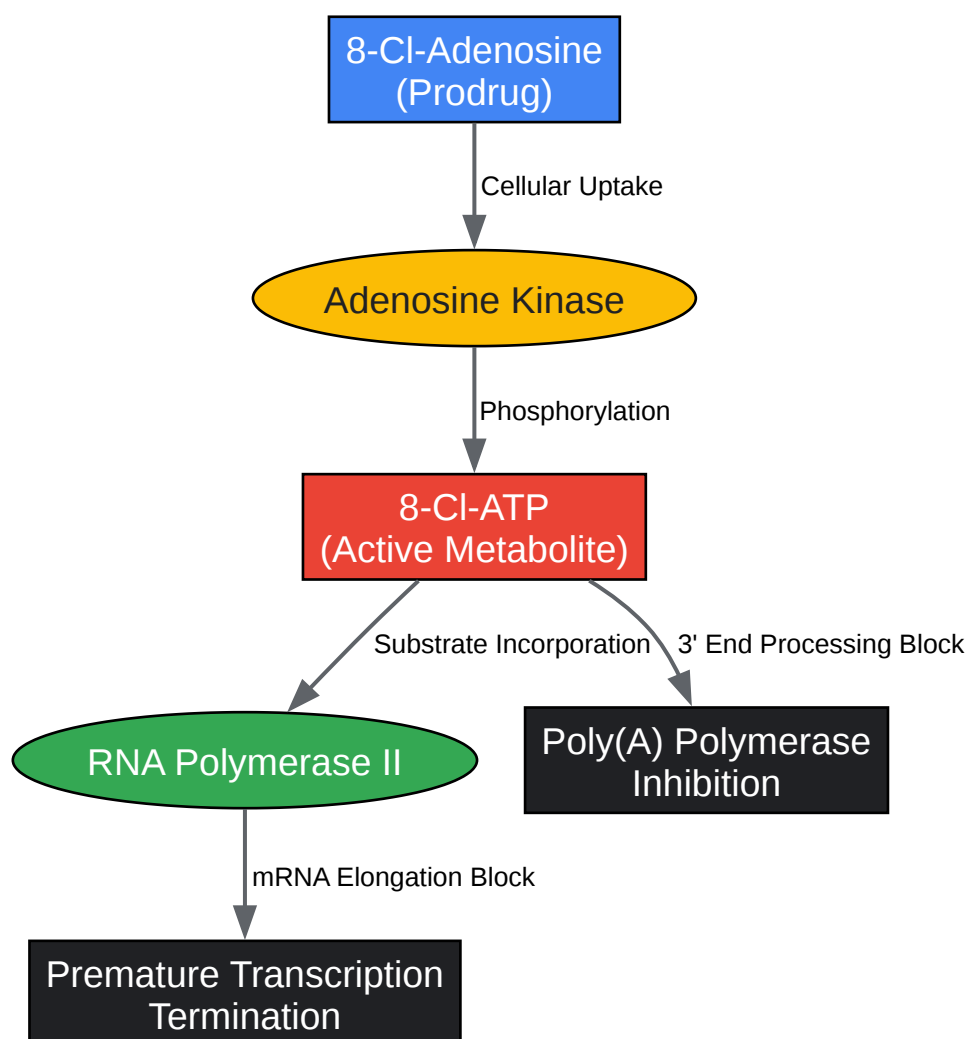 8-Cl-Adenosine
(Prodrug)
Cellular Uptake
Adenosine Kinase
Phosphorylation
8-Cl-ATP
(Active Metabolite)
Substrate Incorporation
3' End Processing Block
RNA Polymerase II
Poly(A) Polymerase
Inhibition
mRNA Elongation Block
Premature Transcription
Termination